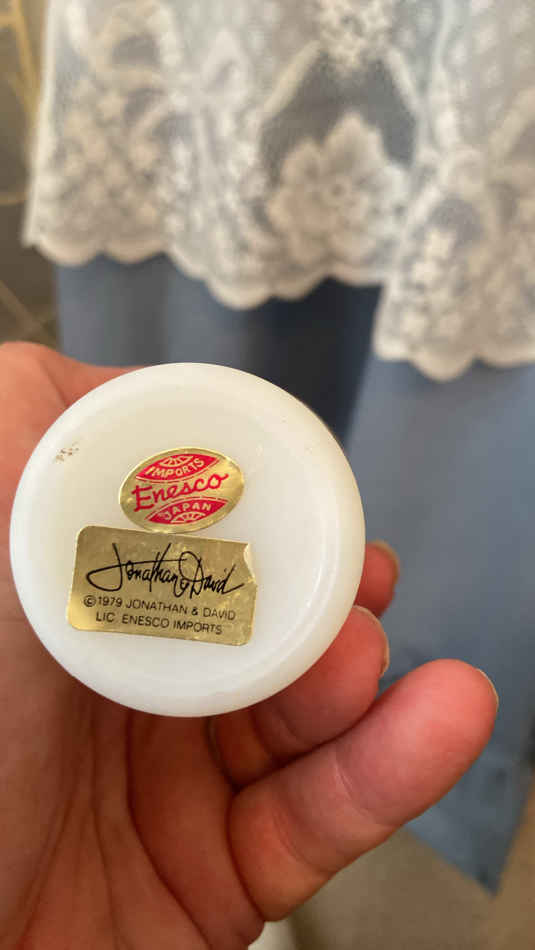 IMPORTS
Enesco
JAPAN
Jonathan & David
©1979 JONATHAN & DAVID
LIC ENESCO IMPORTS